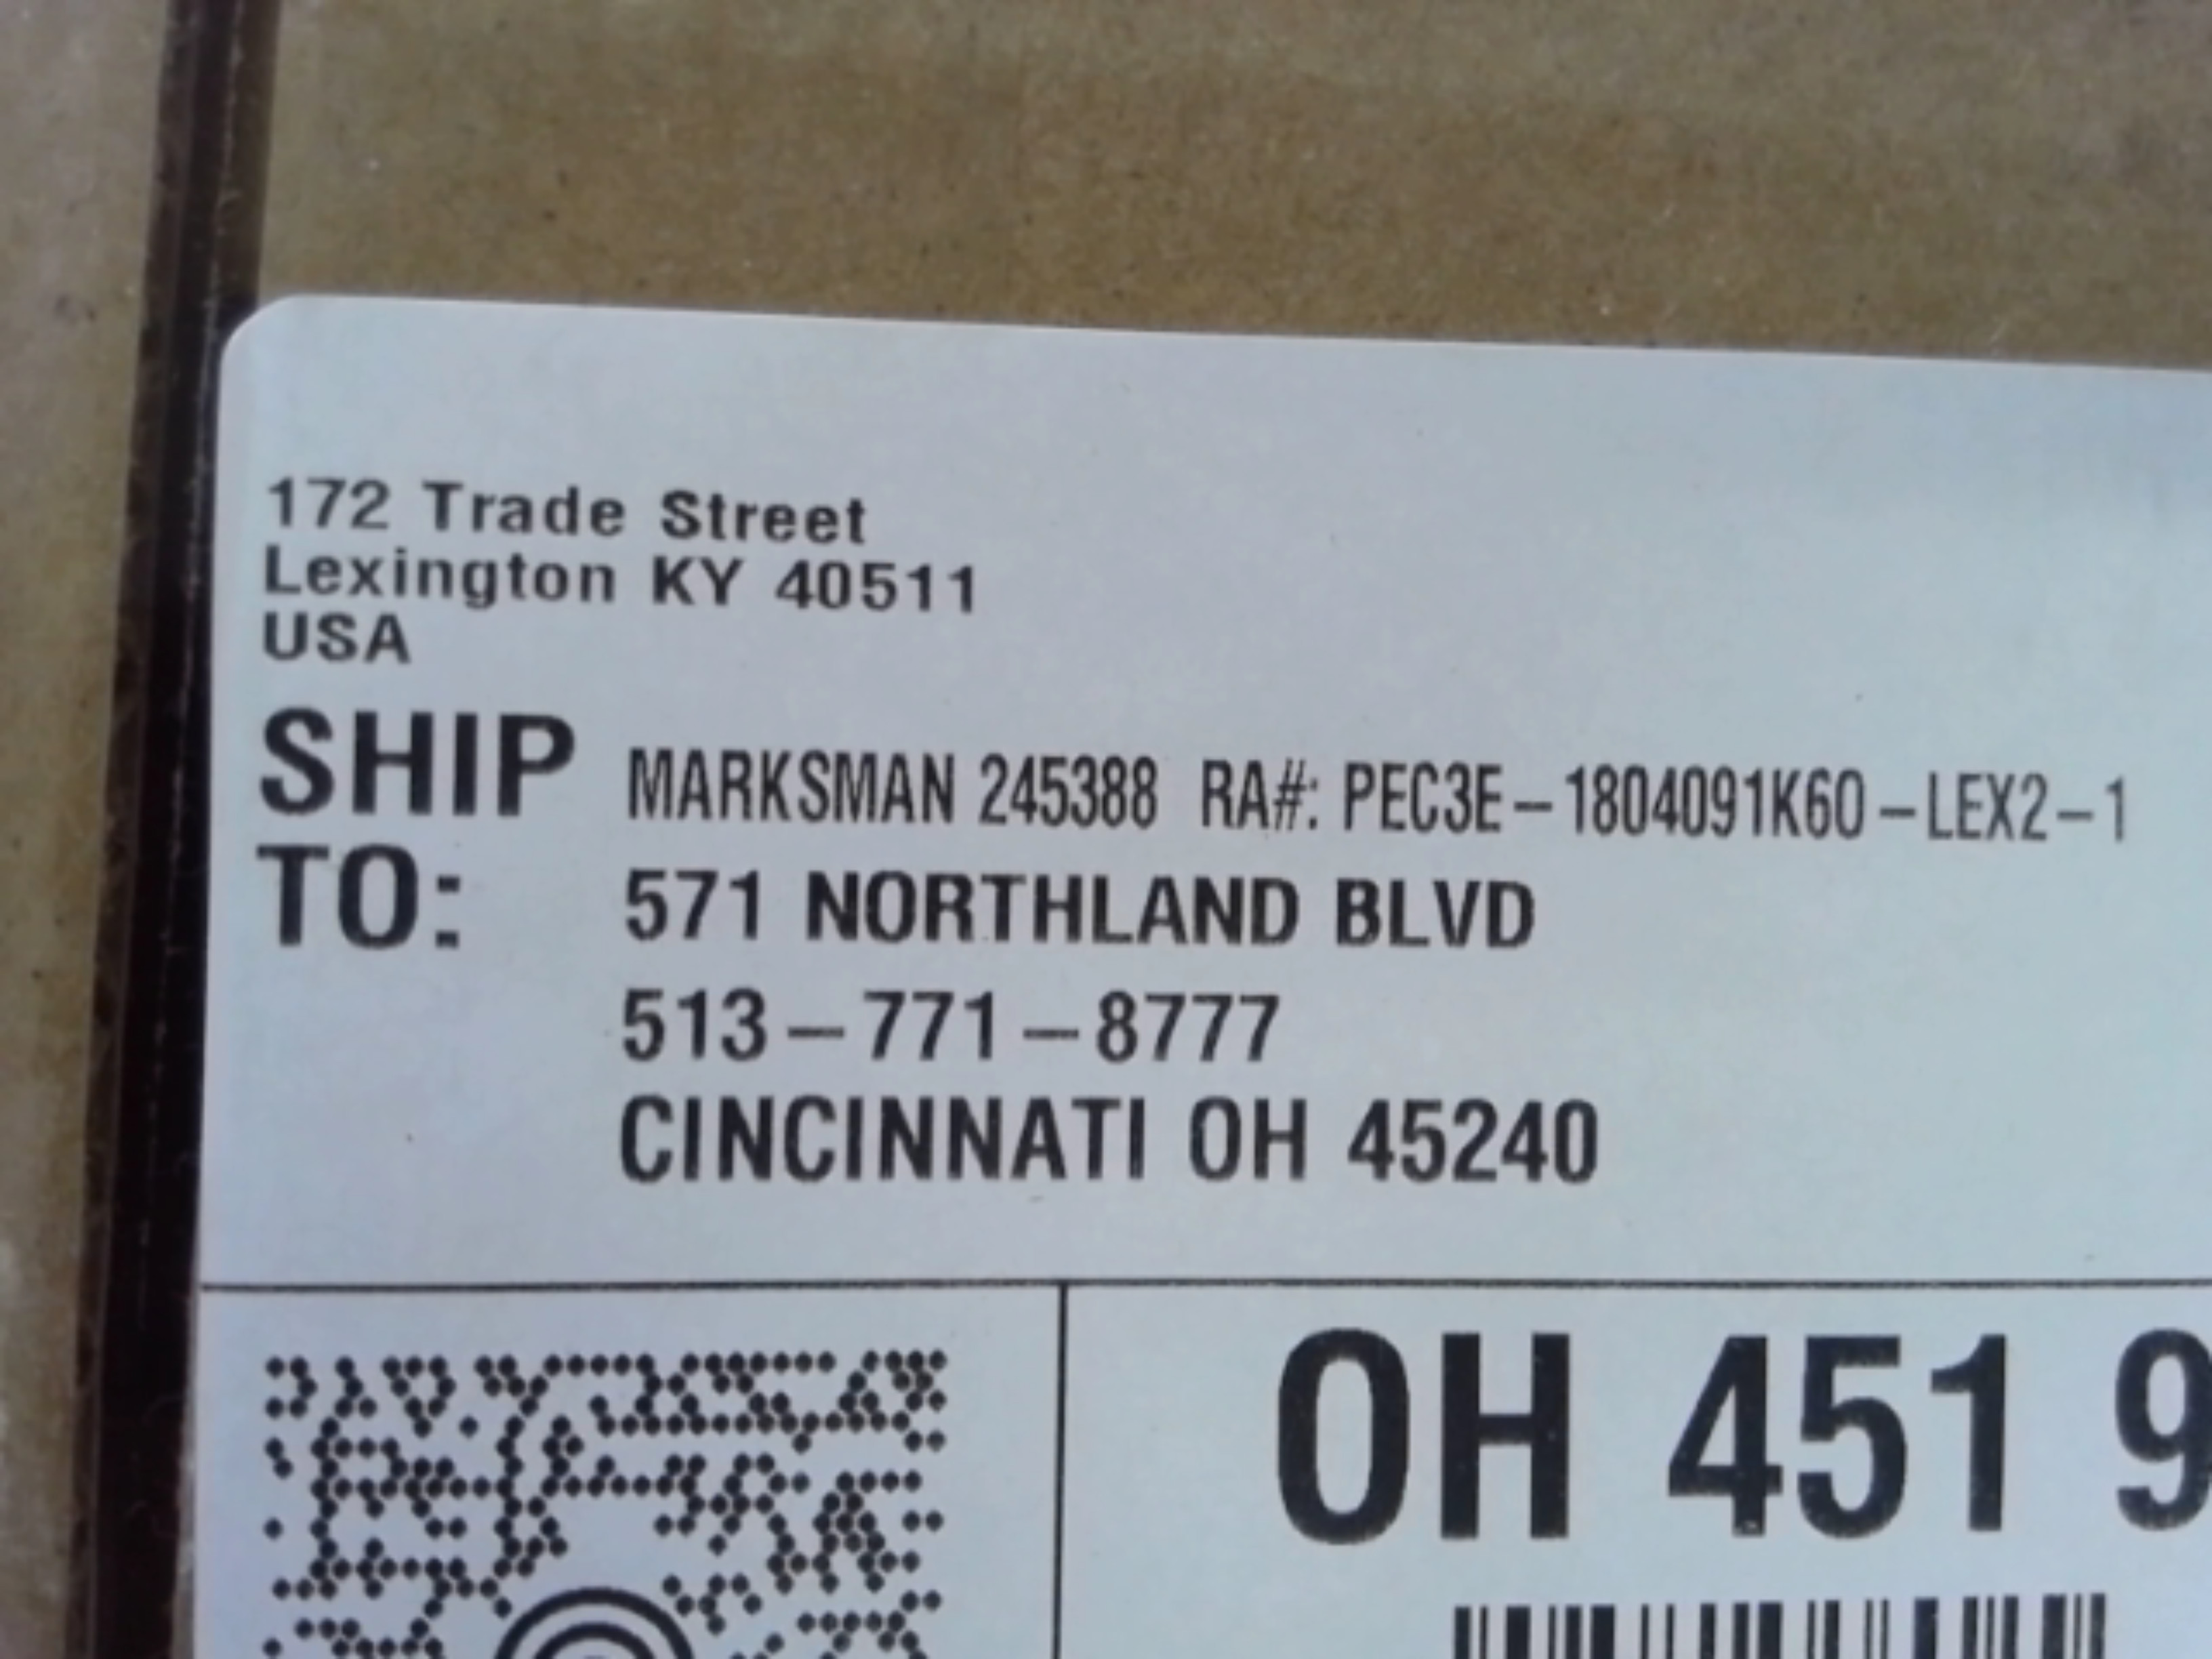 172 Trade Street
Lexington KY 40511
USA
SHIP TO:
MARKSMAN 245388 RA#: PEC3E-1804091K60-LEX2-1
571 NORTHLAND BLVD
513-771-8777
CINCINNATI OH 45240
OH 451 9